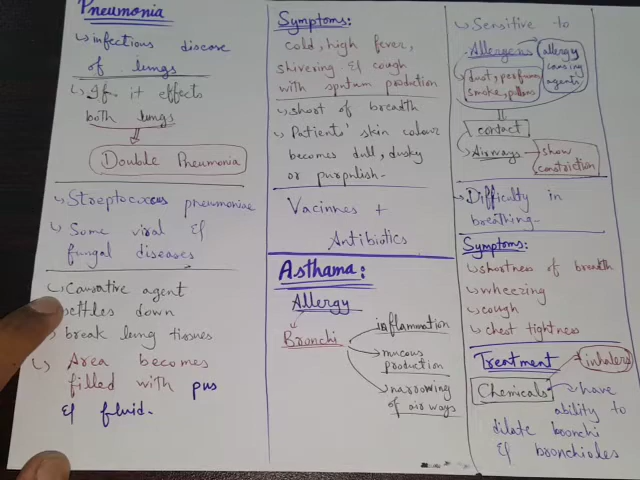 Pneumonia
↳ infectious disease
of lungs
↳ If it effects
both lungs
Double Pneumonia
↳ Streptococcus pneumoniae
↳ Some viral &
fungal diseases
↳ Causative agent
settles down
↳ break lung tissues
↳ Area becomes
filled with pus
& fluid.
Symptoms:
cold, high fever,
shivering & cough
with sputum production
↳ short of breath
↳ Patients' skin colour
becomes dull, dusky
or purpulish.
Vacinnes +
Antibiotics
Asthama:
Allergy
Bronchi
inflammation
mucous
production
narrowing
of air ways
↳ Sensitive to
Allergens
allergy
causing
agents
dust, perfume
smoke, pollens
contact
↳ Airways
show
constriction
↳ Difficulty in
breathing.
Symptoms:
↳ shortness of breath
↳ wheezing
↳ cough
↳ chest tightness
Treatment
inhalers
Chemicals
↳ have
ability to
dilate bronchi
& bronchioles